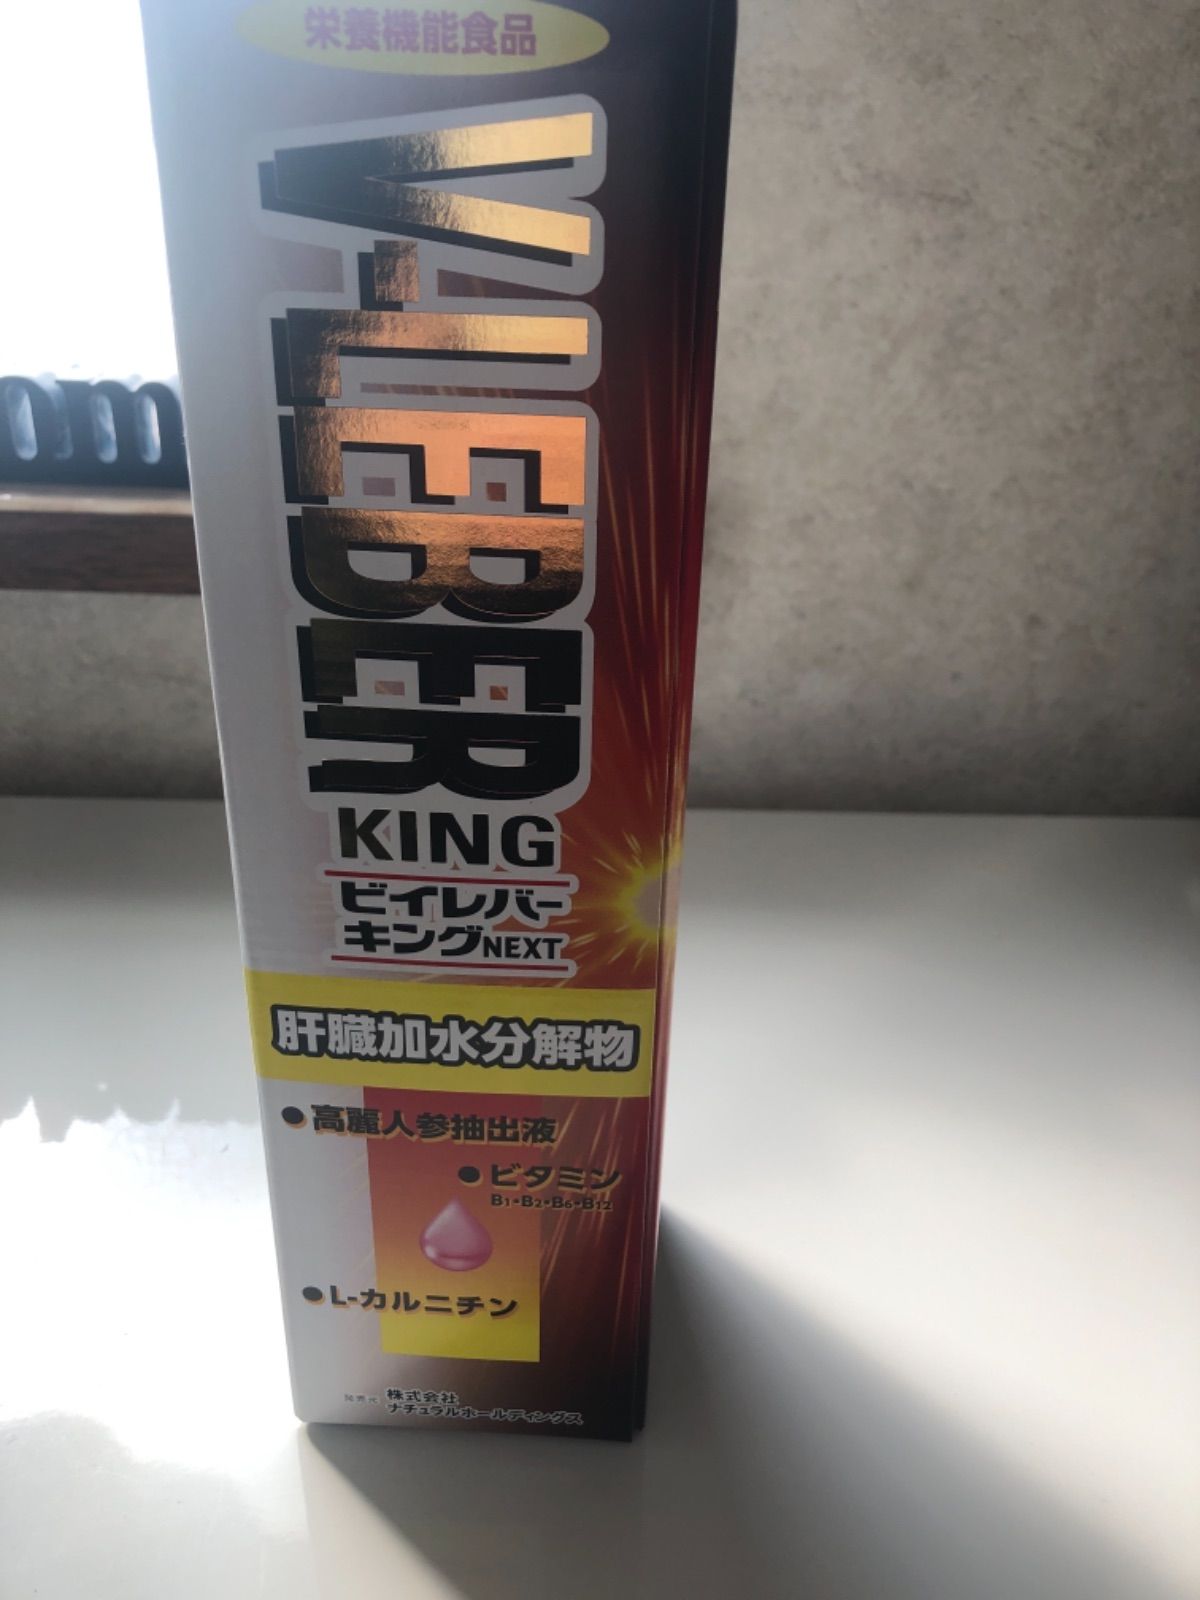 栄養機能食品
V-LEBER
KING
ビイレバー
キングNEXT
肝臓加水分解物
●高麗人参抽出液
●ビタミン
B1・B2・B6・B12
●L-カルニチン
発売元 株式会社
ナチュラルホールディングス